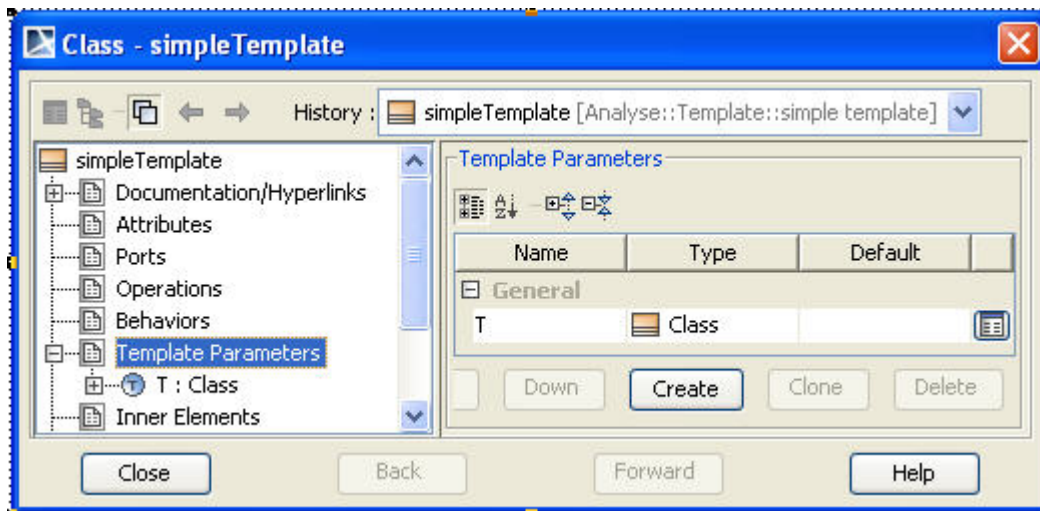 Class - simpleTemplate
History : simpleTemplate [Analyse::Template::simple template]
simpleTemplate
Documentation/Hyperlinks
Attributes
Ports
Operations
Behaviors
Template Parameters
T : Class
Inner Elements
Template Parameters
Name Type Default
General
T Class
Down Create Clone Delete
Close Back Forward Help